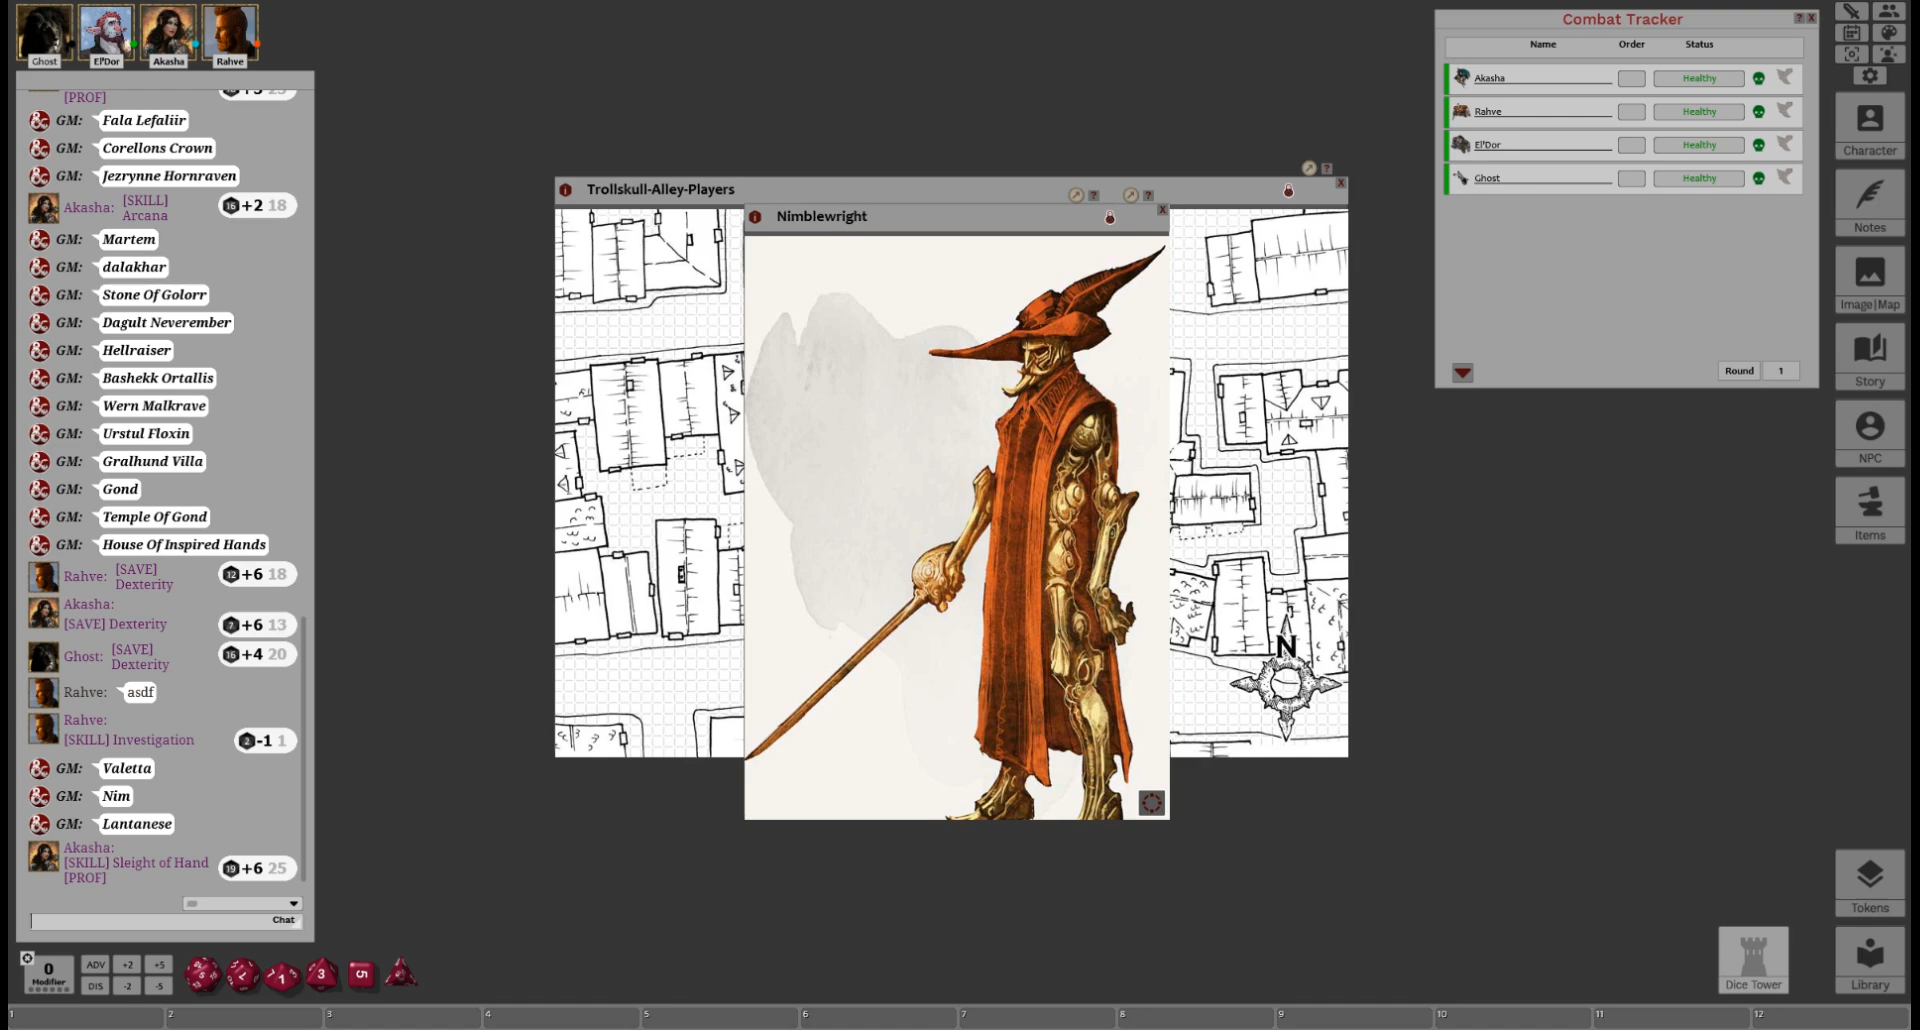 Ghost
El'Dor
Akasha
Rahve
[PROF]
GM: Fala Lefaliir
GM: Corellons Crown
GM: Jezrynne Hornraven
Akasha: [SKILL] Arcana 16 +2 18
GM: Martem
GM: dalakhar
GM: Stone Of Golorr
GM: Dagult Neverember
GM: Hellraiser
GM: Bashekk Ortallis
GM: Wern Malkrave
GM: Urstul Floxin
GM: Gralhund Villa
GM: Gond
GM: Temple Of Gond
GM: House Of Inspired Hands
Rahve: [SAVE] Dexterity 12 +6 18
Akasha:
[SAVE] Dexterity 7 +6 13
Ghost: [SAVE] Dexterity 16 +4 20
Rahve: asdf
Rahve:
[SKILL] Investigation 2 -1 1
GM: Valetta
GM: Nim
GM: Lantanese
Akasha:
[SKILL] Sleight of Hand 19 +6 25
[PROF]
Chat
0
Modifier
ADV +2 +5
DIS -2 -5
Trollskull-Alley-Players
Nimblewright
N
Combat Tracker
Name Order Status
Akasha Healthy
Rahve Healthy
El'Dor Healthy
Ghost Healthy
Round 1
Character
Notes
Image|Map
Story
NPC
Items
Tokens
Library
Dice Tower
1 2 3 4 5 6 7 8 9 10 11 12